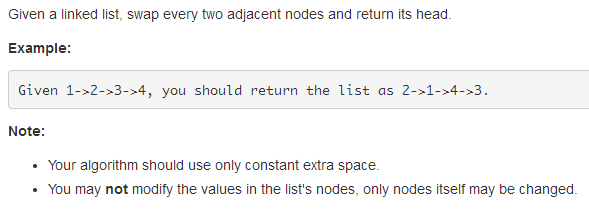 Given a linked list, swap every two adjacent nodes and return its head.
Example:
Given 1->2->3->4, you should return the list as 2->1->4->3.
Note:
• Your algorithm should use only constant extra space.
• You may not modify the values in the list's nodes, only nodes itself may be changed.